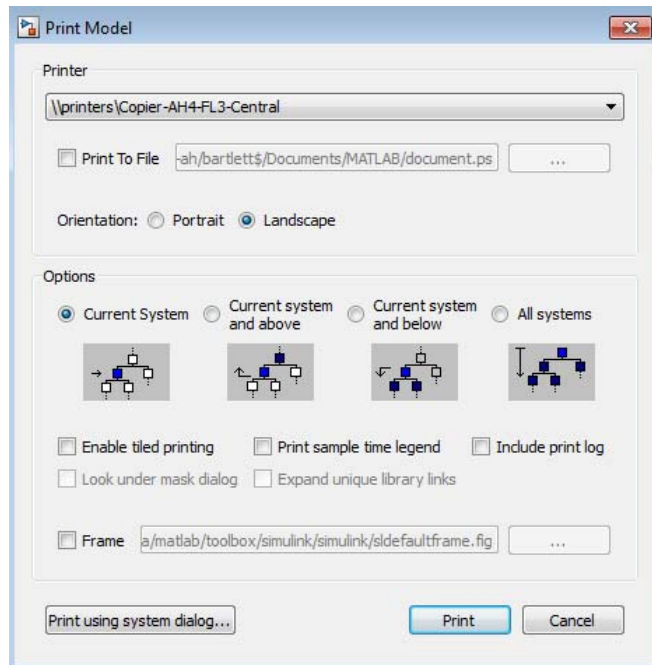 Print Model
Printer
\\printers\Copier-AH4-FL3-Central
Print To File
-ah/bartlett$/Documents/MATLAB/document.ps
...
Orientation:
Portrait
Landscape
Options
Current System
Current system
and above
Current system
and below
All systems
Enable tiled printing
Print sample time legend
Include print log
Look under mask dialog
Expand unique library links
Frame
a/matlab/toolbox/simulink/simulink/sldefaultframe.fig
...
Print using system dialog...
Print
Cancel